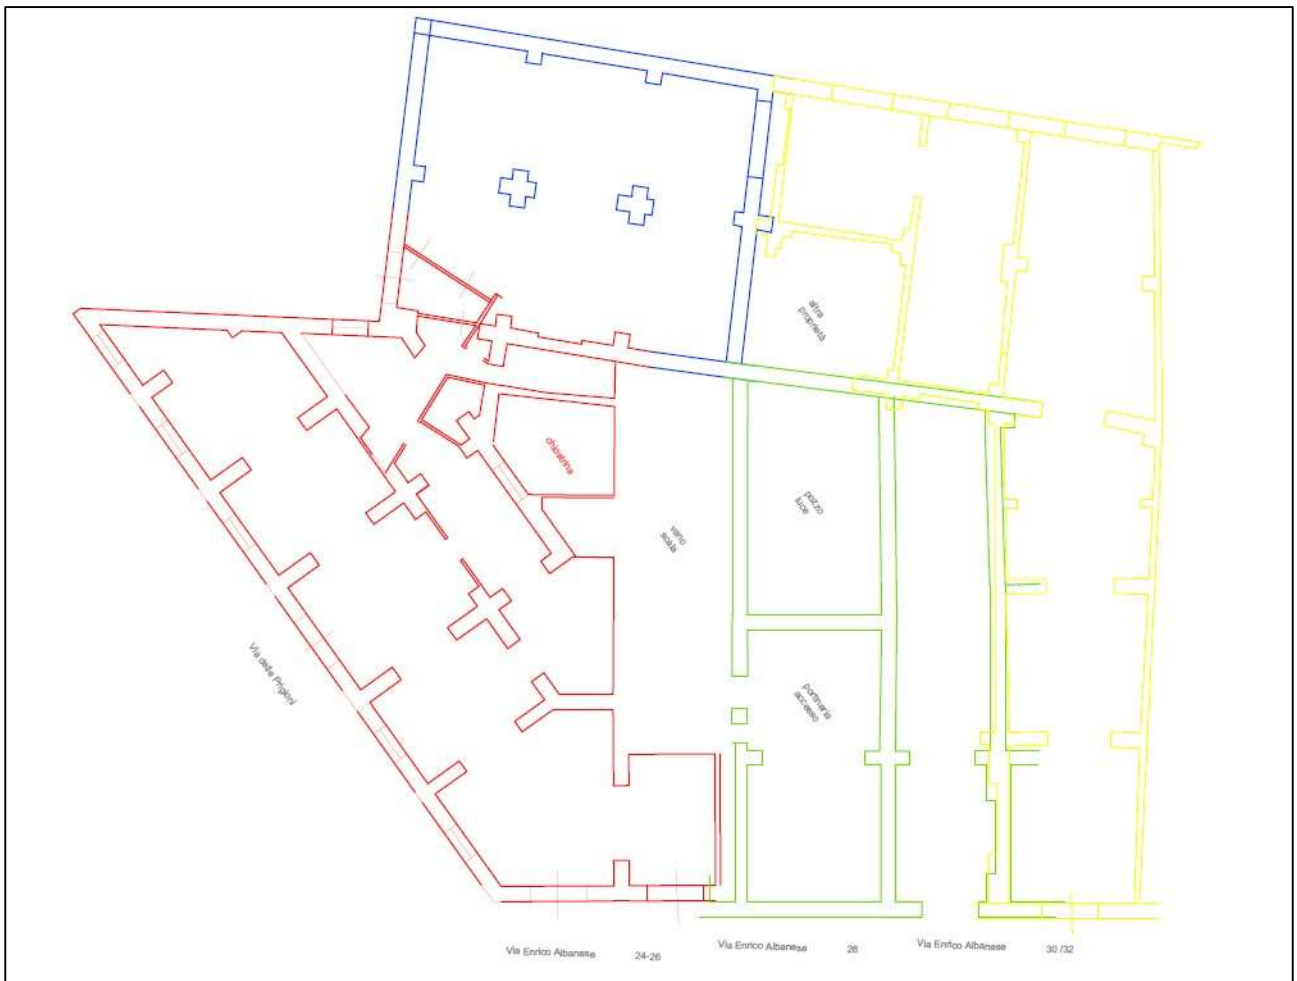 altra
proprietà
chiostrina
pozzo
luce
vano
scala
Via delle Prigioni
portineria
accesso
Via Enrico Albanese 24-26
Via Enrico Albanese 28
Via Enrico Albanese 30/32